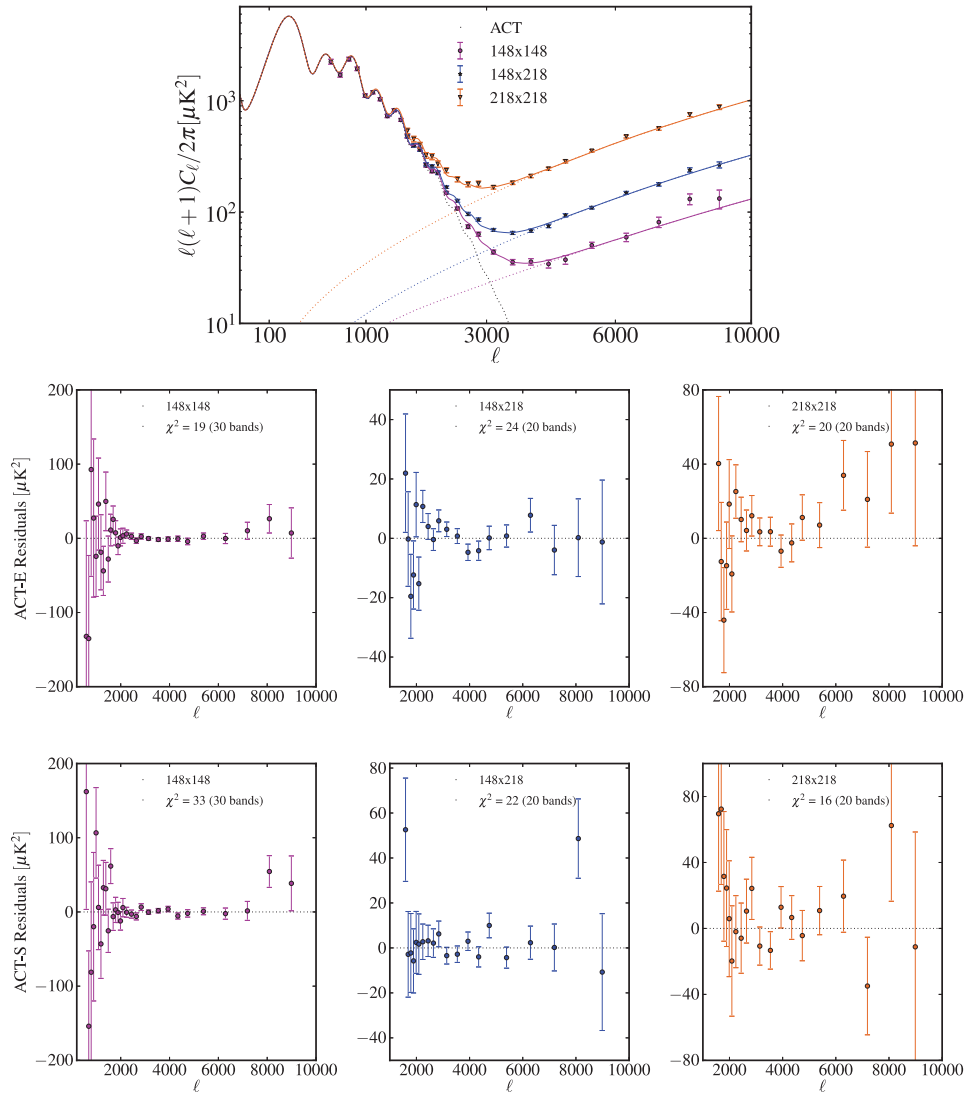 ℓ(ℓ+1)C_ℓ/2π[μK²]
10³
10²
10¹
ACT
148x148
148x218
218x218
100 1000 3000 6000 10000
ℓ
ACT-E Residuals [μK²]
200
100
0
−100
−200
148x148
χ² = 19 (30 bands)
2000 4000 6000 8000 10000
ℓ
40
20
0
−20
−40
148x218
χ² = 24 (20 bands)
2000 4000 6000 8000 10000
ℓ
80
40
0
−40
−80
218x218
χ² = 20 (20 bands)
2000 4000 6000 8000 10000
ℓ
ACT-S Residuals [μK²]
200
100
0
−100
−200
148x148
χ² = 33 (30 bands)
2000 4000 6000 8000 10000
ℓ
80
60
40
20
0
−20
−40
148x218
χ² = 22 (20 bands)
2000 4000 6000 8000 10000
ℓ
80
40
0
−40
−80
218x218
χ² = 16 (20 bands)
2000 4000 6000 8000 10000
ℓ